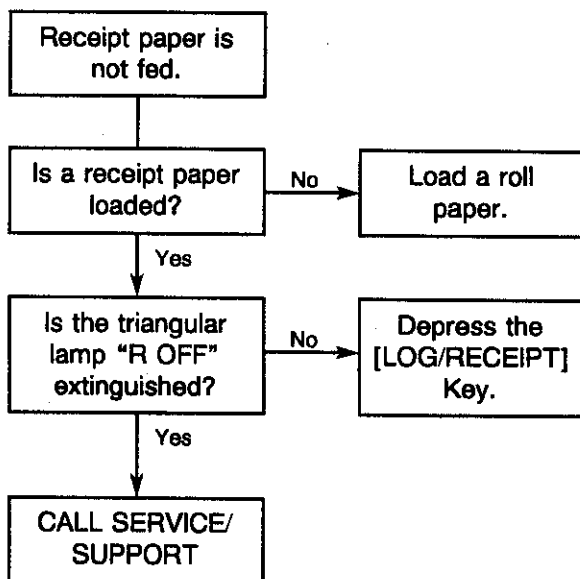 Receipt paper is
not fed.
Is a receipt paper
loaded?
No
Load a roll
paper.
Yes
Is the triangular
lamp “R OFF”
extinguished?
No
Depress the
[LOG/RECEIPT]
Key.
Yes
CALL SERVICE/
SUPPORT